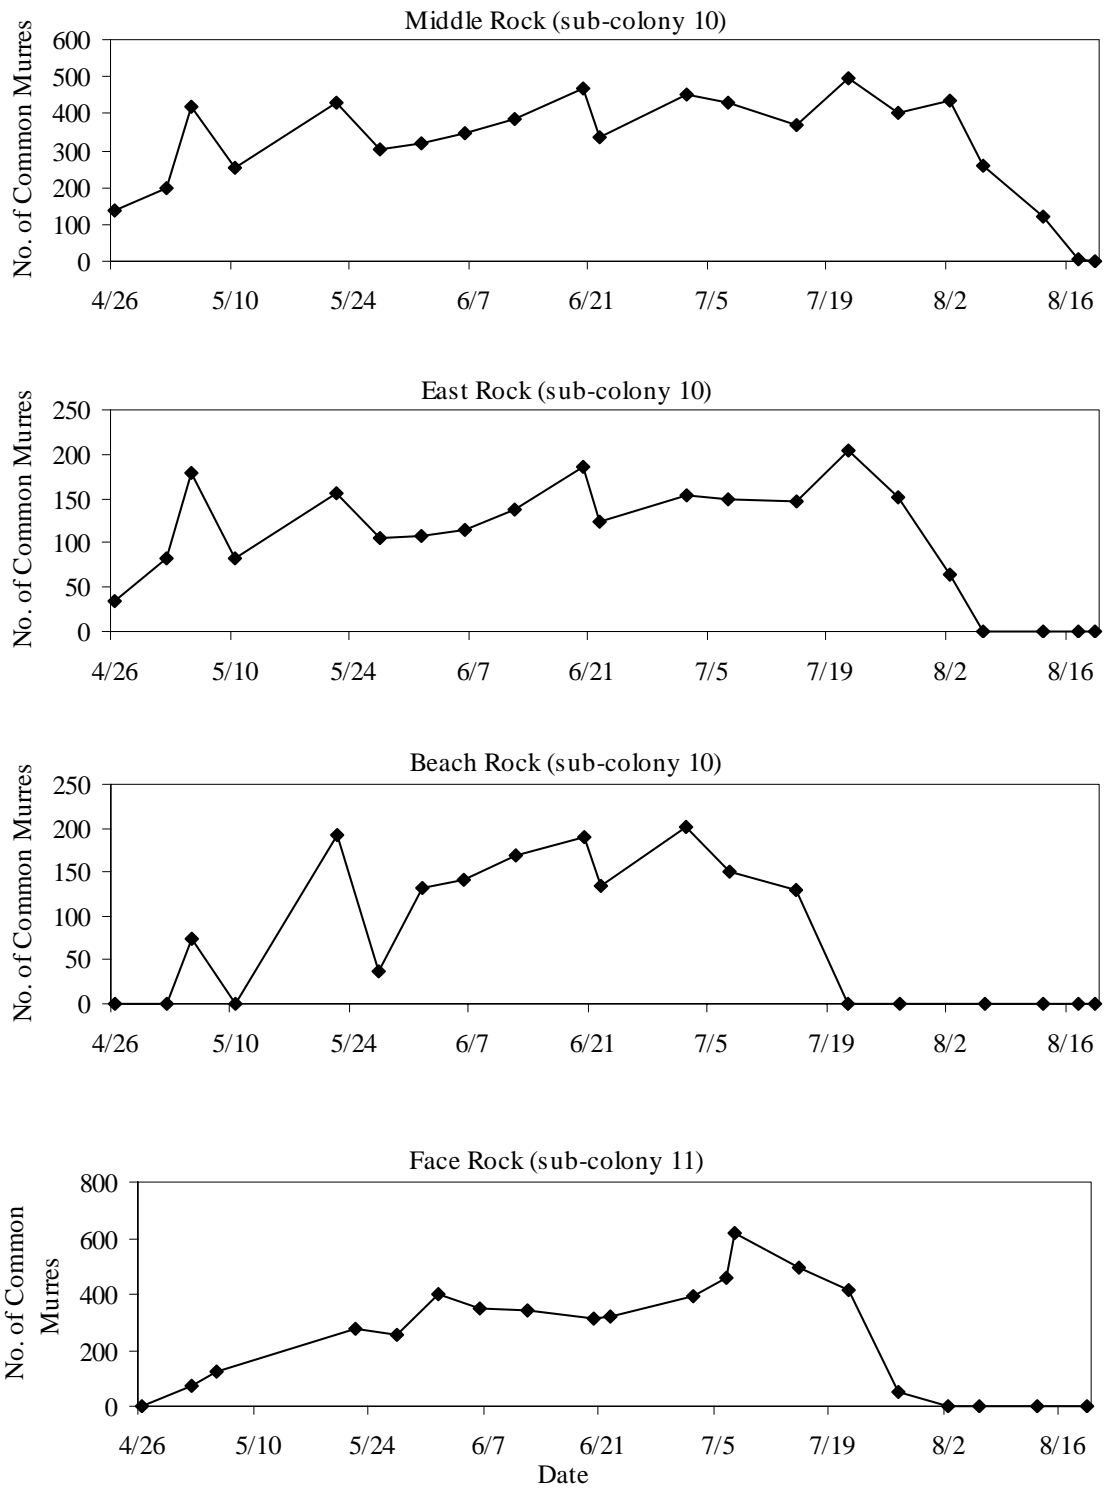 Middle Rock (sub-colony 10)
No. of Common Murres
600
500
400
300
200
100
0
4/26 5/10 5/24 6/7 6/21 7/5 7/19 8/2 8/16
East Rock (sub-colony 10)
No. of Common Murres
250
200
150
100
50
0
4/26 5/10 5/24 6/7 6/21 7/5 7/19 8/2 8/16
Beach Rock (sub-colony 10)
No. of Common Murres
250
200
150
100
50
0
4/26 5/10 5/24 6/7 6/21 7/5 7/19 8/2 8/16
Face Rock (sub-colony 11)
No. of Common
Murres
800
600
400
200
0
4/26 5/10 5/24 6/7 6/21 7/5 7/19 8/2 8/16
Date